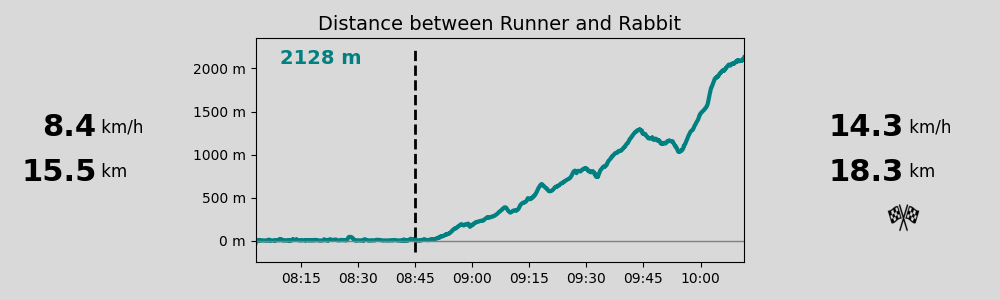 Distance between Runner and Rabbit
2128 m
2000 m
1500 m
1000 m
500 m
0 m
08:15 08:30 08:45 09:00 09:15 09:30 09:45 10:00
8.4 km/h
15.5 km
14.3 km/h
18.3 km